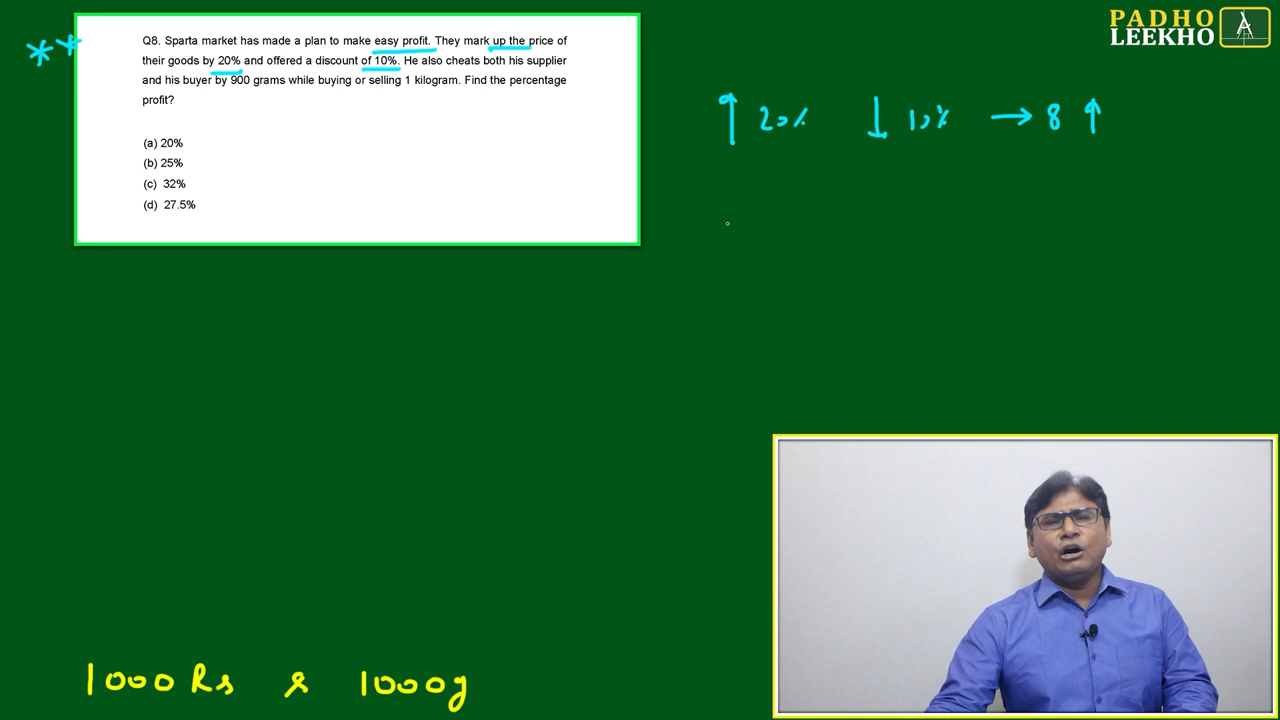 PADHO
LEEKHO
Q8. Sparta market has made a plan to make easy profit. They mark up the price of
their goods by 20% and offered a discount of 10%. He also cheats both his supplier
and his buyer by 900 grams while buying or selling 1 kilogram. Find the percentage
profit?
(a) 20%
(b) 25%
(c) 32%
(d) 27.5%
↑ 20% ↓ 10% → 8 ↑
1000 Rs & 1000g